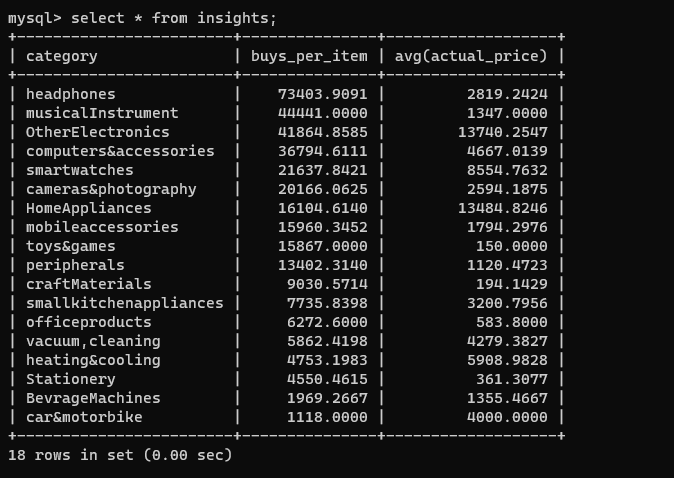 mysql> select * from insights;
+------------------------+---------------+-------------------+
| category               | buys_per_item | avg(actual_price) |
+------------------------+---------------+-------------------+
| headphones             |    73403.9091 |         2819.2424 |
| musicalInstrument      |    44441.0000 |         1347.0000 |
| OtherElectronics       |    41864.8585 |        13740.2547 |
| computers&accessories  |    36794.6111 |         4667.0139 |
| smartwatches           |    21637.8421 |         8554.7632 |
| cameras&photography    |    20166.0625 |         2594.1875 |
| HomeAppliances         |    16104.6140 |        13484.8246 |
| mobileaccessories      |    15960.3452 |         1794.2976 |
| toys&games             |    15867.0000 |          150.0000 |
| peripherals            |    13402.3140 |         1120.4723 |
| craftMaterials         |     9030.5714 |          194.1429 |
| smallkitchenappliances |     7735.8398 |         3200.7956 |
| officeproducts         |     6272.6000 |          583.8000 |
| vacuum,cleaning        |     5862.4198 |         4279.3827 |
| heating&cooling        |     4753.1983 |         5908.9828 |
| Stationery             |     4550.4615 |          361.3077 |
| BevrageMachines        |     1969.2667 |         1355.4667 |
| car&motorbike          |     1118.0000 |         4000.0000 |
+------------------------+---------------+-------------------+
18 rows in set (0.00 sec)